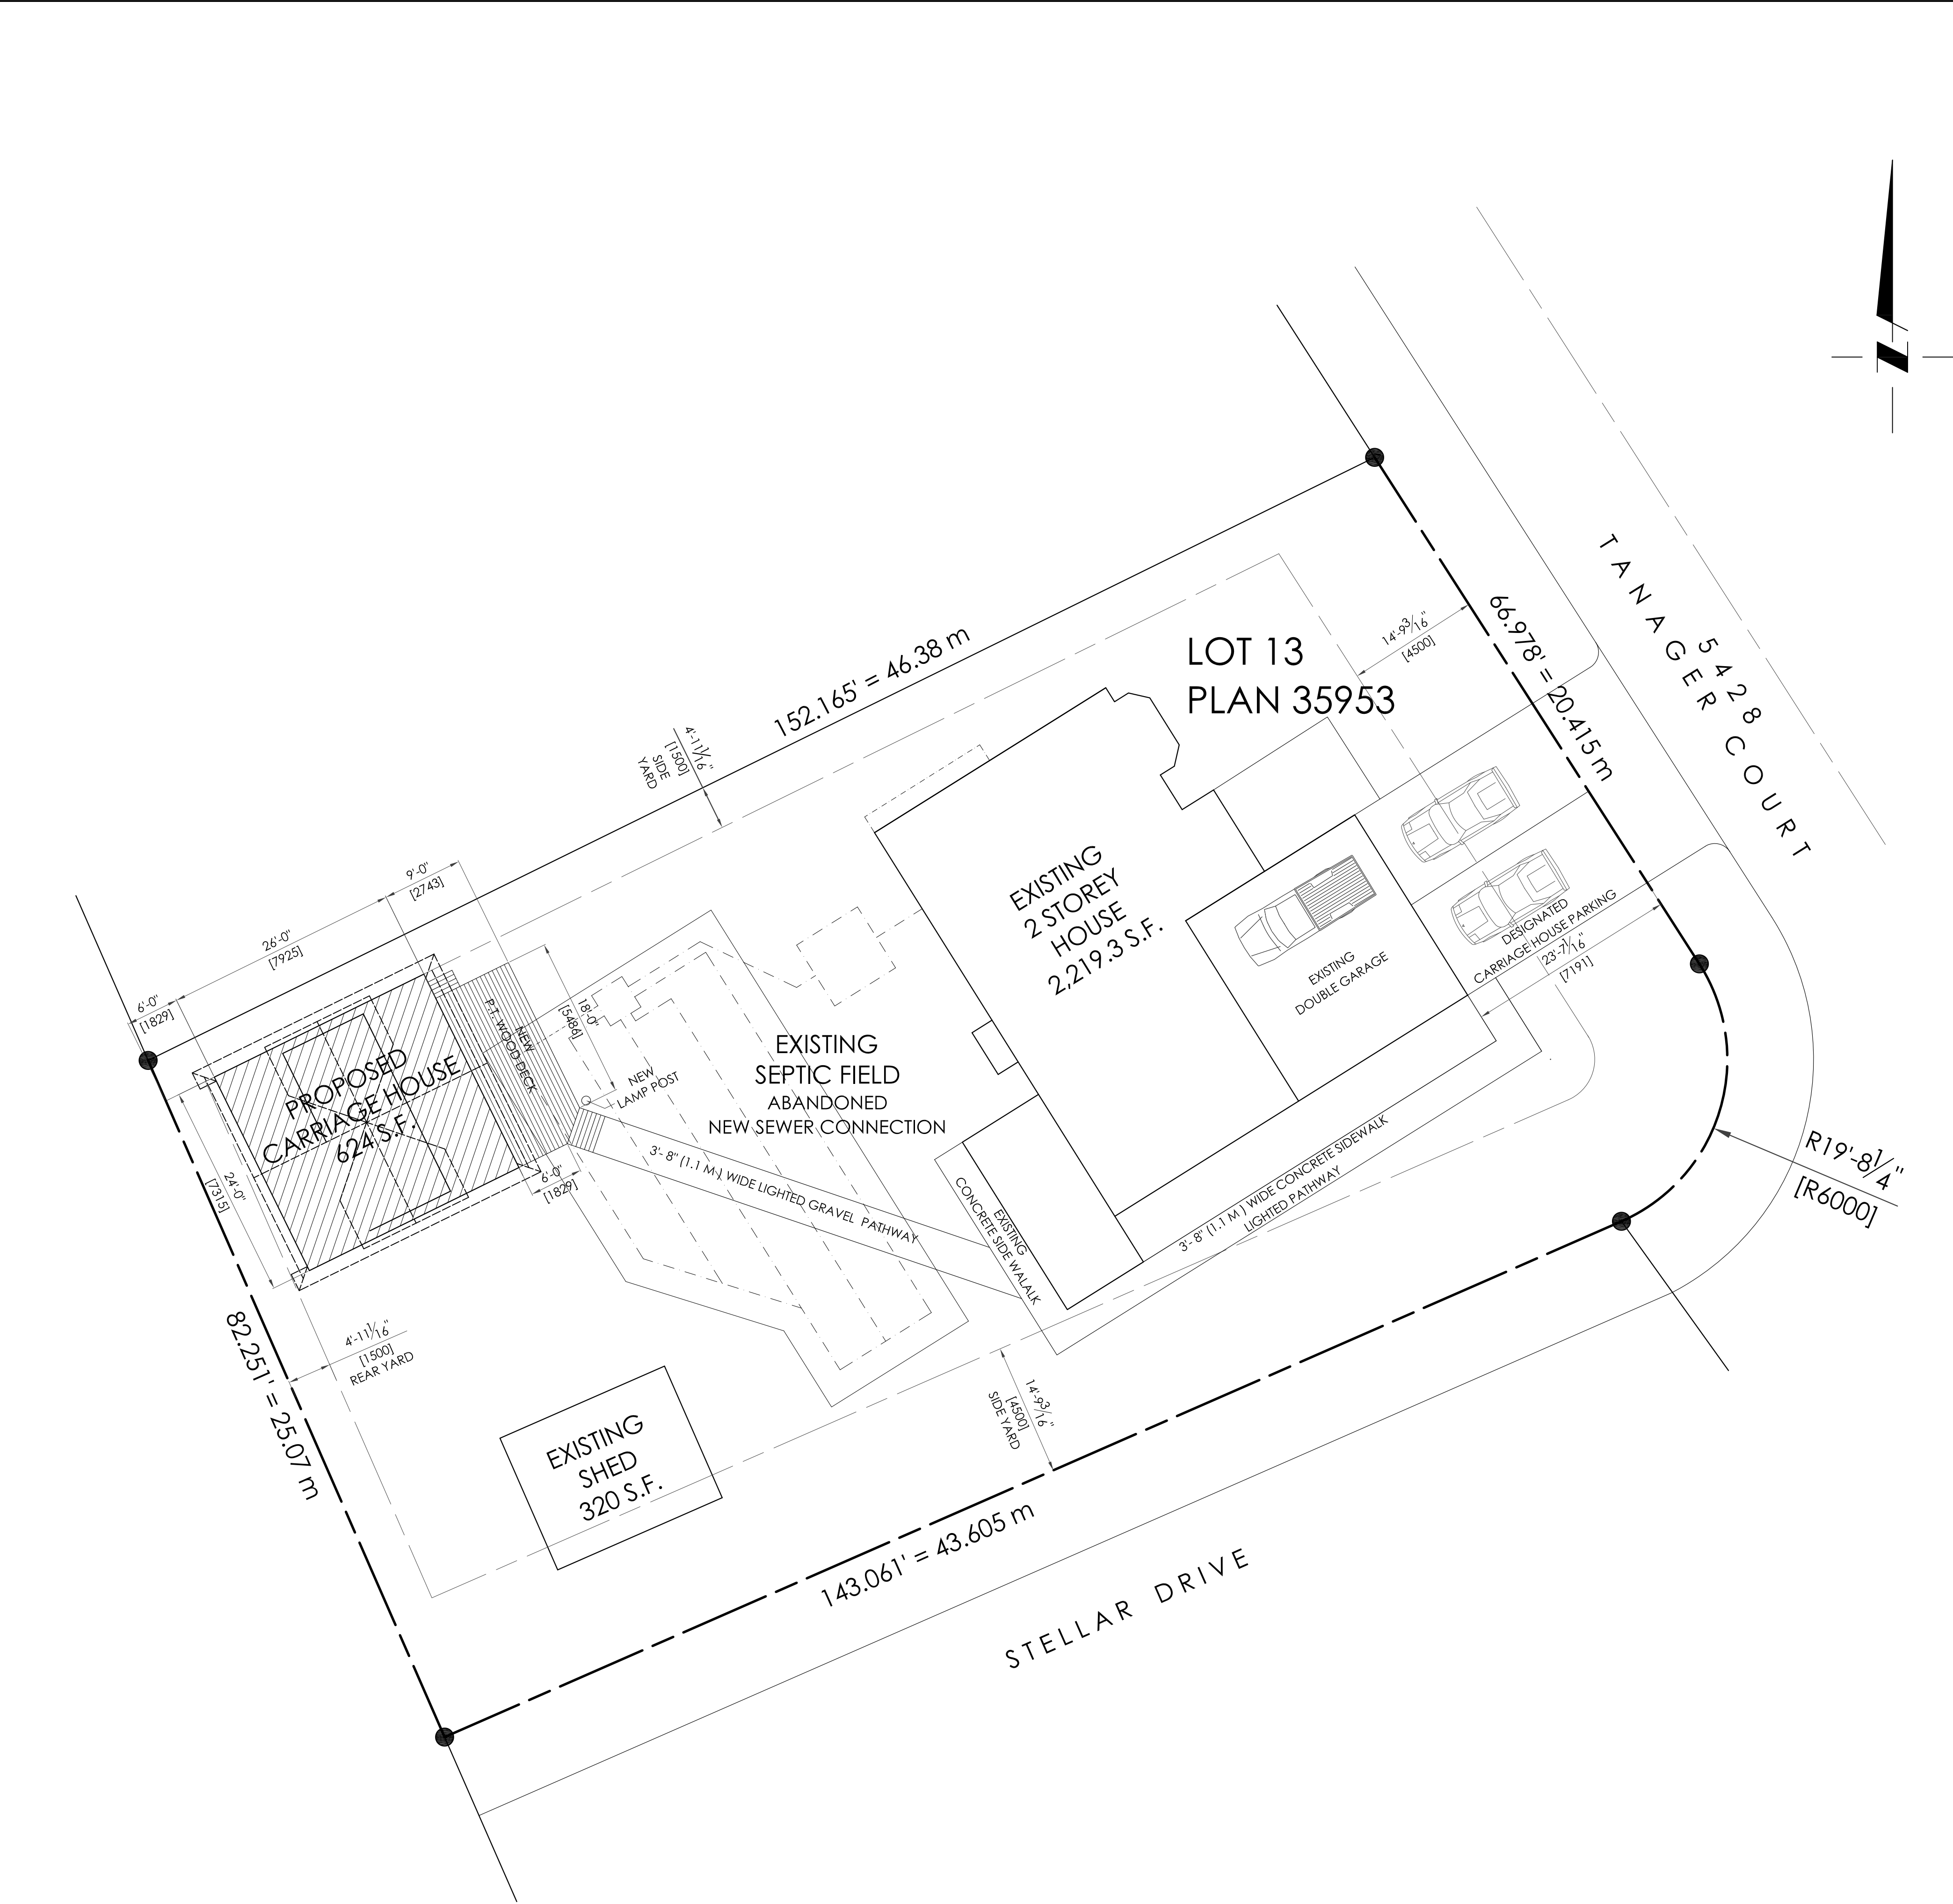 152.165' = 46.38 m
LOT 13
PLAN 35953
14'-9 3/16"
[4500]
66.978' = 20.415 m
5428
TANAGER COURT
4'-11 1/16"
[1500]
SIDE
YARD
9'-0"
[2743]
26'-0"
[7925]
6'-0"
[1829]
PROPOSED
CARRIAGE HOUSE
624 S.F.
NEW
P.T. WOOD DECK
18'-0"
[5486]
NEW
LAMP POST
24'-0"
[7315]
6'-0"
[1829]
EXISTING
SEPTIC FIELD
ABANDONED
NEW SEWER CONNECTION
3'- 8" (1.1 M ) WIDE LIGHTED GRAVEL PATHWAY
EXISTING
2 STOREY
HOUSE
2,219.3 S.F.
EXISTING
DOUBLE GARAGE
DESIGNATED
CARRIAGE HOUSE PARKING
23'-7 1/16"
[7191]
EXISTING
CONCRETE SIDE WALALK
3'- 8" (1.1 M ) WIDE CONCRETE SIDEWALK
LIGHTED PATHWAY
R19'-8 1/4"
[R6000]
4'-11 1/16"
[1500]
REAR YARD
82.251' = 25.07 m
EXISTING
SHED
320 S.F.
14'-9 3/16"
[4500]
SIDE YARD
143.061' = 43.605 m
STELLAR DRIVE
N